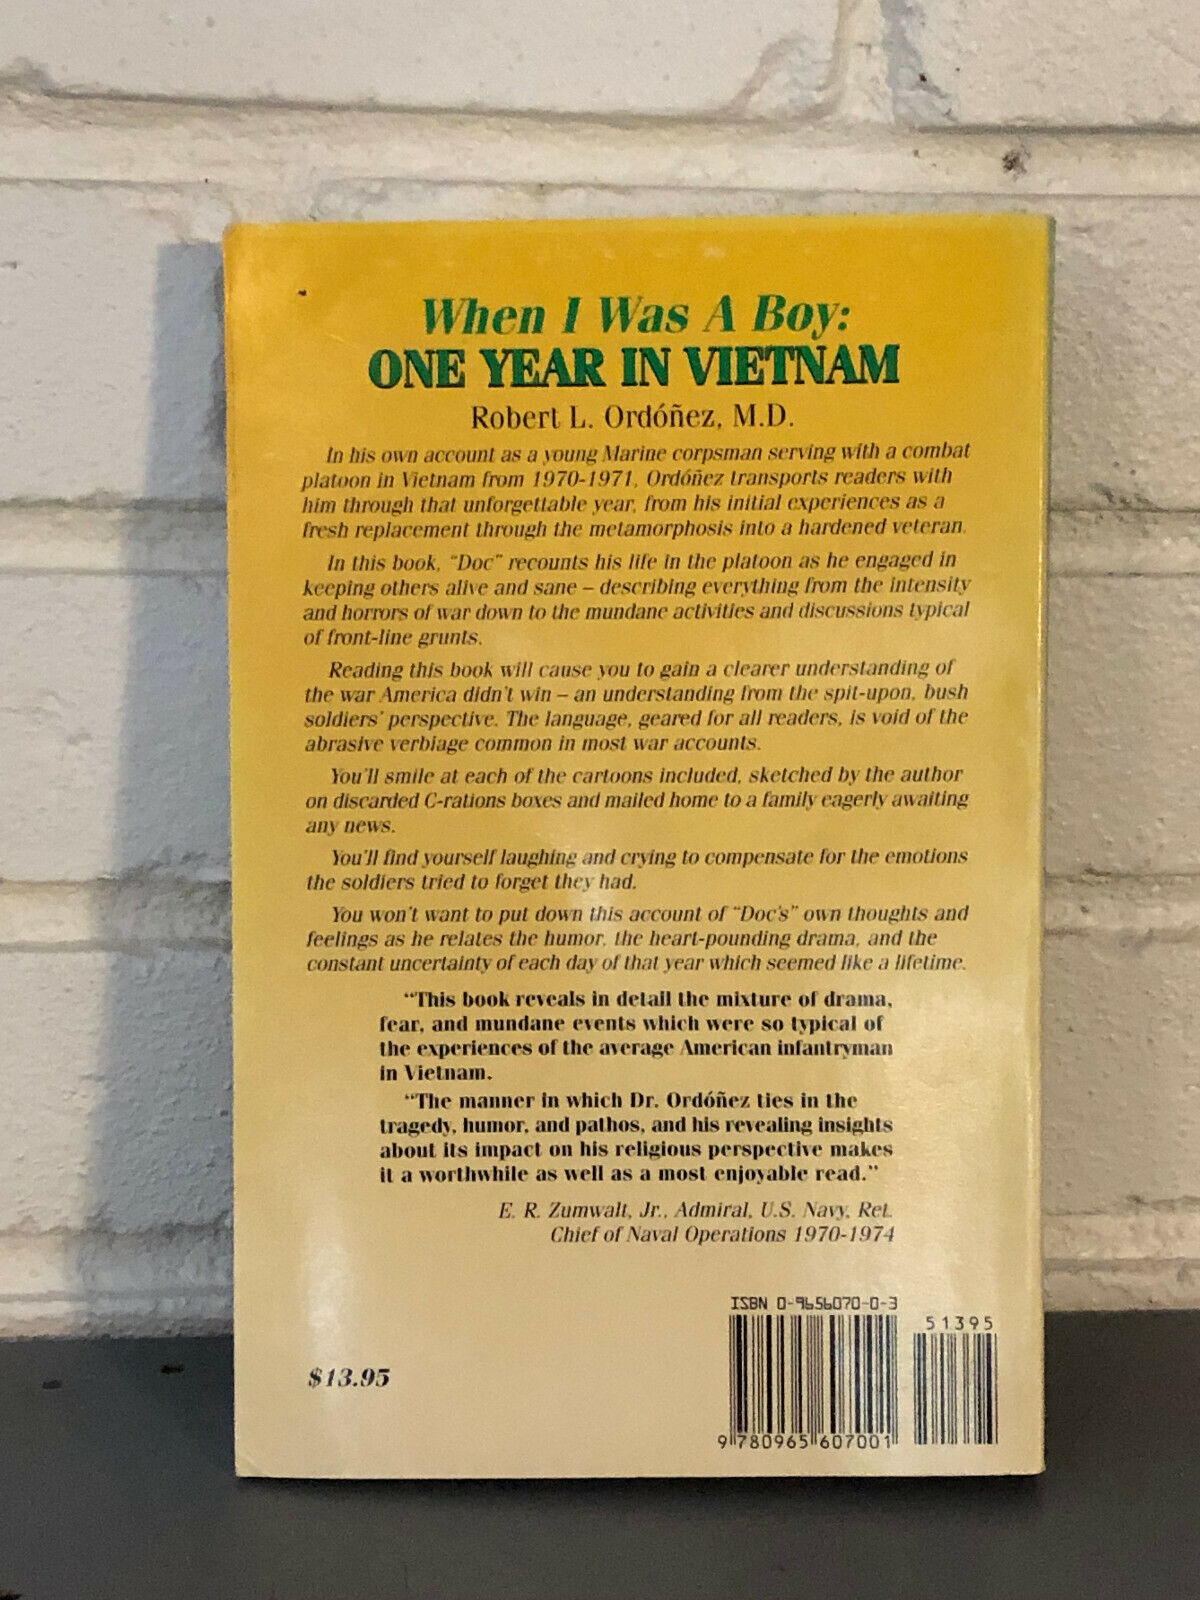 When I Was A Boy:
ONE YEAR IN VIETNAM
Robert L. Ordóñez, M.D.
In his own account as a young Marine corpsman serving with a combat
platoon in Vietnam from 1970-1971, Ordóñez transports readers with
him through that unforgettable year, from his initial experiences as a
fresh replacement through the metamorphosis into a hardened veteran.
In this book, "Doc" recounts his life in the platoon as he engaged in
keeping others alive and sane – describing everything from the intensity
and horrors of war down to the mundane activities and discussions typical
of front-line grunts.
Reading this book will cause you to gain a clearer understanding of
the war America didn't win – an understanding from the spit-upon, bush
soldiers' perspective. The language, geared for all readers, is void of the
abrasive verbiage common in most war accounts.
You'll smile at each of the cartoons included, sketched by the author
on discarded C-rations boxes and mailed home to a family eagerly awaiting
any news.
You'll find yourself laughing and crying to compensate for the emotions
the soldiers tried to forget they had.
You won't want to put down this account of "Doc's" own thoughts and
feelings as he relates the humor, the heart-pounding drama, and the
constant uncertainty of each day of that year which seemed like a lifetime.
"This book reveals in detail the mixture of drama,
fear, and mundane events which were so typical of
the experiences of the average American infantryman
in Vietnam.
"The manner in which Dr. Ordóñez ties in the
tragedy, humor, and pathos, and his revealing insights
about its impact on his religious perspective makes
it a worthwhile as well as a most enjoyable read."
E. R. Zumwalt, Jr., Admiral, U.S. Navy, Ret.
Chief of Naval Operations 1970-1974
ISBN 0-9656070-0-3
51395
$13.95
9 780965 607001